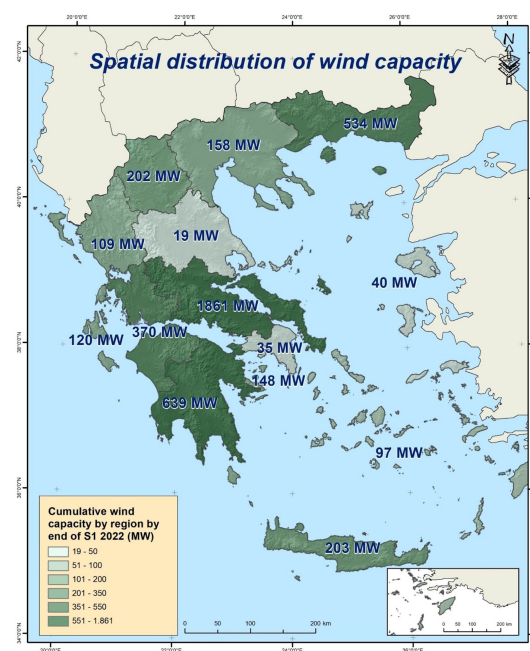 20°0'0"E 22°0'0"E 24°0'0"E 26°0'0"E 28°0'0"E
N
Spatial distribution of wind capacity
42°0'0"N
534 MW
158 MW
202 MW
40°0'0"N
19 MW
109 MW
40 MW
1861 MW
370 MW
120 MW
38°0'0"N
35 MW
148 MW
639 MW
97 MW
36°0'0"N
Cumulative wind
capacity by region by
end of S1 2022 (MW)
19 - 50
51 - 100
101 - 200
201 - 350
351 - 550
551 - 1.861
203 MW
0 50 100 200 km
0 50 100 200 km
34°0'0"N